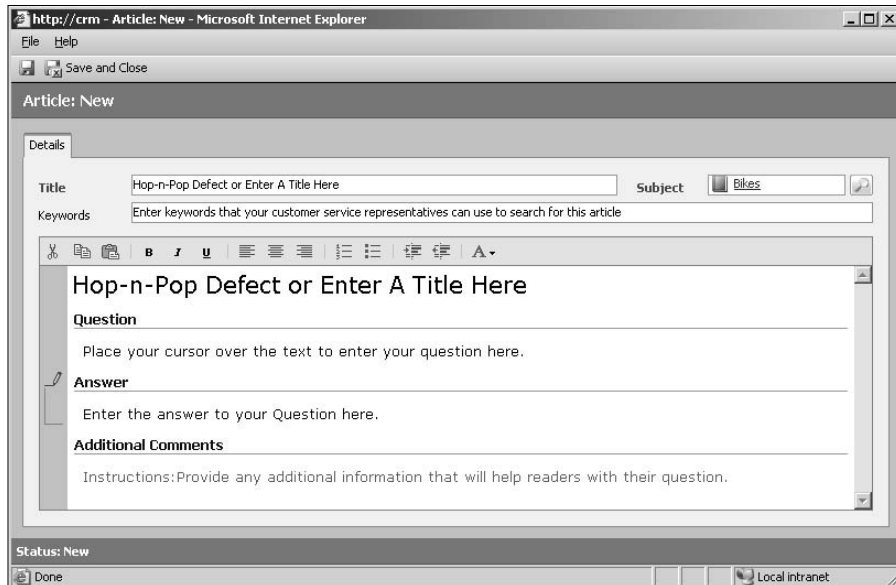 http://crm - Article: New - Microsoft Internet Explorer
File Help
Save and Close
Article: New
Details
Title Hop-n-Pop Defect or Enter A Title Here Subject Bikes
Keywords Enter keywords that your customer service representatives can use to search for this article
B I U A
Hop-n-Pop Defect or Enter A Title Here
Question
Place your cursor over the text to enter your question here.
Answer
Enter the answer to your Question here.
Additional Comments
Instructions:Provide any additional information that will help readers with their question.
Status: New
Done Local intranet